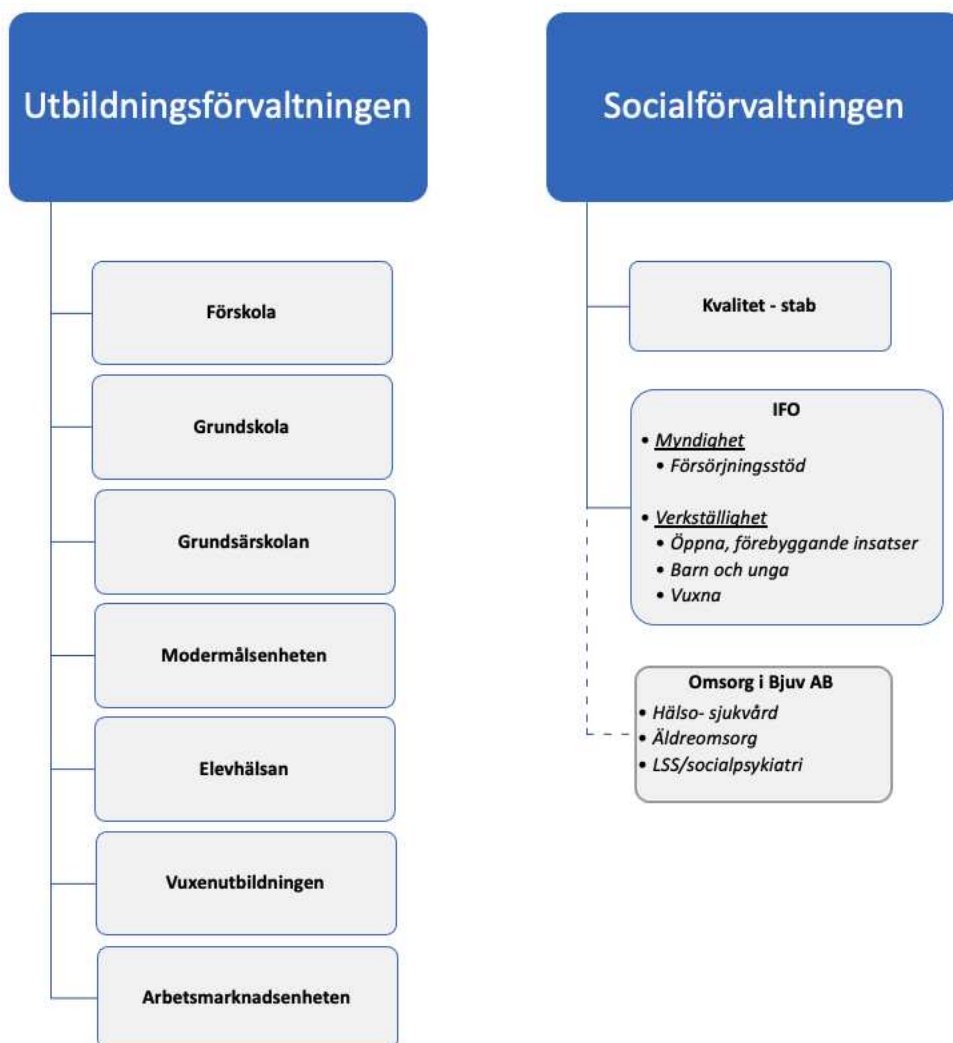 Utbildningsförvaltningen
Förskola
Grundskola
Grundsärskolan
Modermålsenheten
Elevhälsan
Vuxenutbildningen
Arbetsmarknadsenheten
Socialförvaltningen
Kvalitet - stab
IFO
• Myndighet
• Försörjningsstöd
• Verkställighet
• Öppna, förebyggande insatser
• Barn och unga
• Vuxna
Omsorg i Bjuv AB
• Hälso- sjukvård
• Äldreomsorg
• LSS/socialpsykiatri